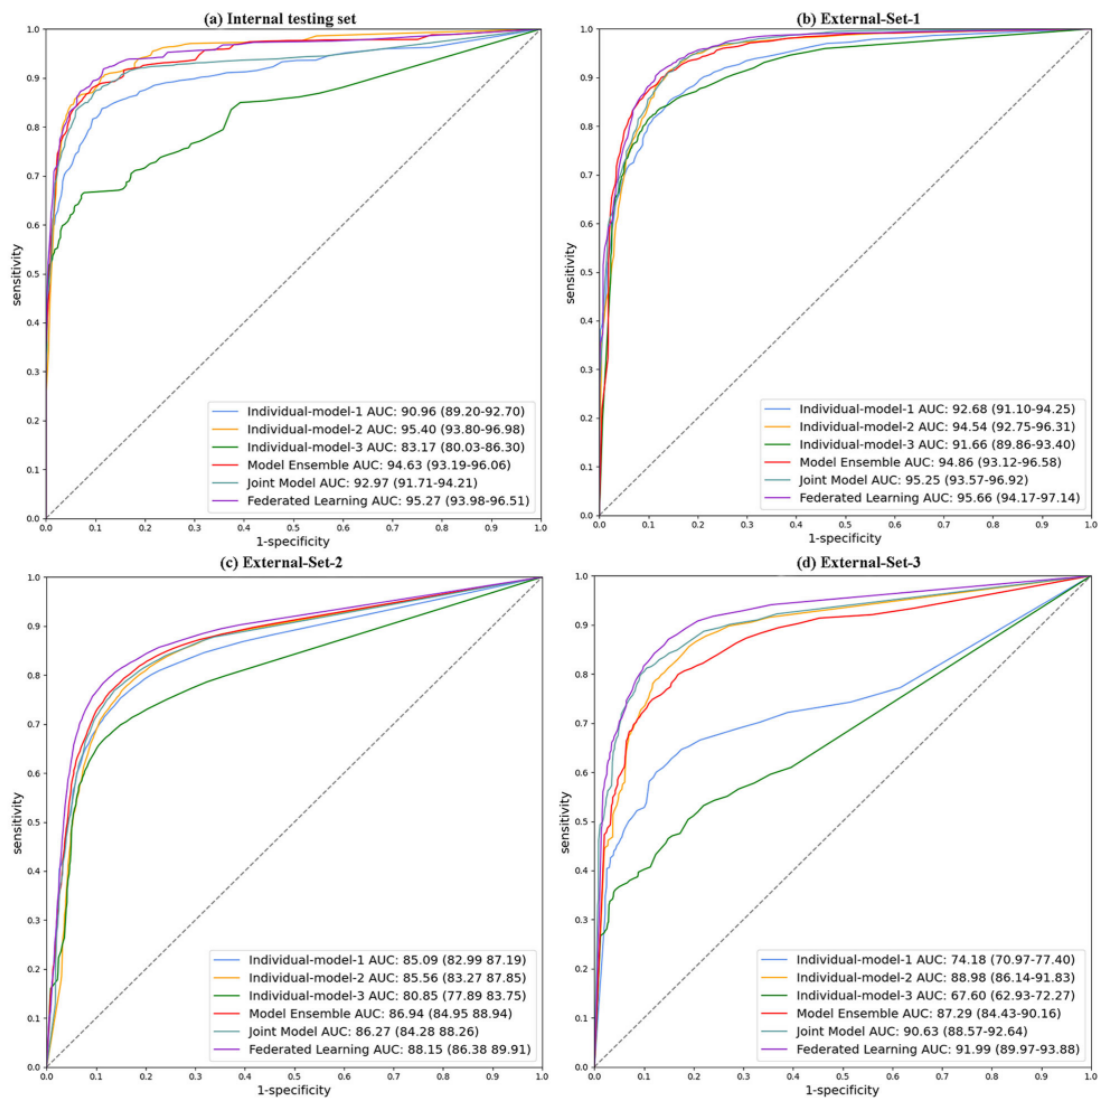 (a) Internal testing set
1.0
0.9
0.8
0.7
0.6
0.5
0.4
0.3
0.2
0.1
0.0
sensitivity
Individual-model-1 AUC: 90.96 (89.20-92.70)
Individual-model-2 AUC: 95.40 (93.80-96.98)
Individual-model-3 AUC: 83.17 (80.03-86.30)
Model Ensemble AUC: 94.63 (93.19-96.06)
Joint Model AUC: 92.97 (91.71-94.21)
Federated Learning AUC: 95.27 (93.98-96.51)
0.0 0.1 0.2 0.3 0.4 0.5 0.6 0.7 0.8 0.9 1.0
1-specificity
(b) External-Set-1
1.0
0.9
0.8
0.7
0.6
0.5
0.4
0.3
0.2
0.1
0.0
sensitivity
Individual-model-1 AUC: 92.68 (91.10-94.25)
Individual-model-2 AUC: 94.54 (92.75-96.31)
Individual-model-3 AUC: 91.66 (89.86-93.40)
Model Ensemble AUC: 94.86 (93.12-96.58)
Joint Model AUC: 95.25 (93.57-96.92)
Federated Learning AUC: 95.66 (94.17-97.14)
0.0 0.1 0.2 0.3 0.4 0.5 0.6 0.7 0.8 0.9 1.0
1-specificity
(c) External-Set-2
1.0
0.9
0.8
0.7
0.6
0.5
0.4
0.3
0.2
0.1
0.0
sensitivity
Individual-model-1 AUC: 85.09 (82.99 87.19)
Individual-model-2 AUC: 85.56 (83.27 87.85)
Individual-model-3 AUC: 80.85 (77.89 83.75)
Model Ensemble AUC: 86.94 (84.95 88.94)
Joint Model AUC: 86.27 (84.28 88.26)
Federated Learning AUC: 88.15 (86.38 89.91)
0.0 0.1 0.2 0.3 0.4 0.5 0.6 0.7 0.8 0.9 1.0
1-specificity
(d) External-Set-3
1.0
0.9
0.8
0.7
0.6
0.5
0.4
0.3
0.2
0.1
0.0
sensitivity
Individual-model-1 AUC: 74.18 (70.97-77.40)
Individual-model-2 AUC: 88.98 (86.14-91.83)
Individual-model-3 AUC: 67.60 (62.93-72.27)
Model Ensemble AUC: 87.29 (84.43-90.16)
Joint Model AUC: 90.63 (88.57-92.64)
Federated Learning AUC: 91.99 (89.97-93.88)
0.0 0.1 0.2 0.3 0.4 0.5 0.6 0.7 0.8 0.9 1.0
1-specificity